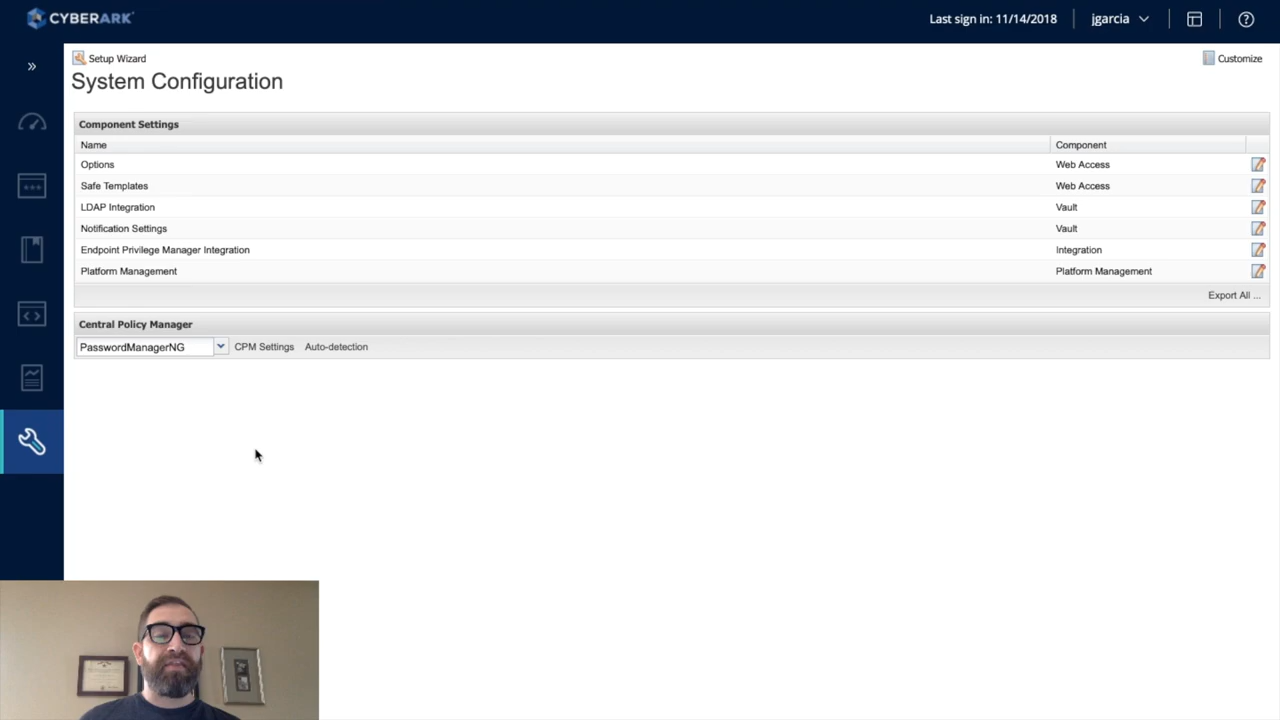 CYBERARK
Last sign in: 11/14/2018
jgarcia
Setup Wizard
Customize
System Configuration
Component Settings
Name Component
Options Web Access
Safe Templates Web Access
LDAP Integration Vault
Notification Settings Vault
Endpoint Privilege Manager Integration Integration
Platform Management Platform Management
Export All ...
Central Policy Manager
PasswordManagerNG CPM Settings Auto-detection